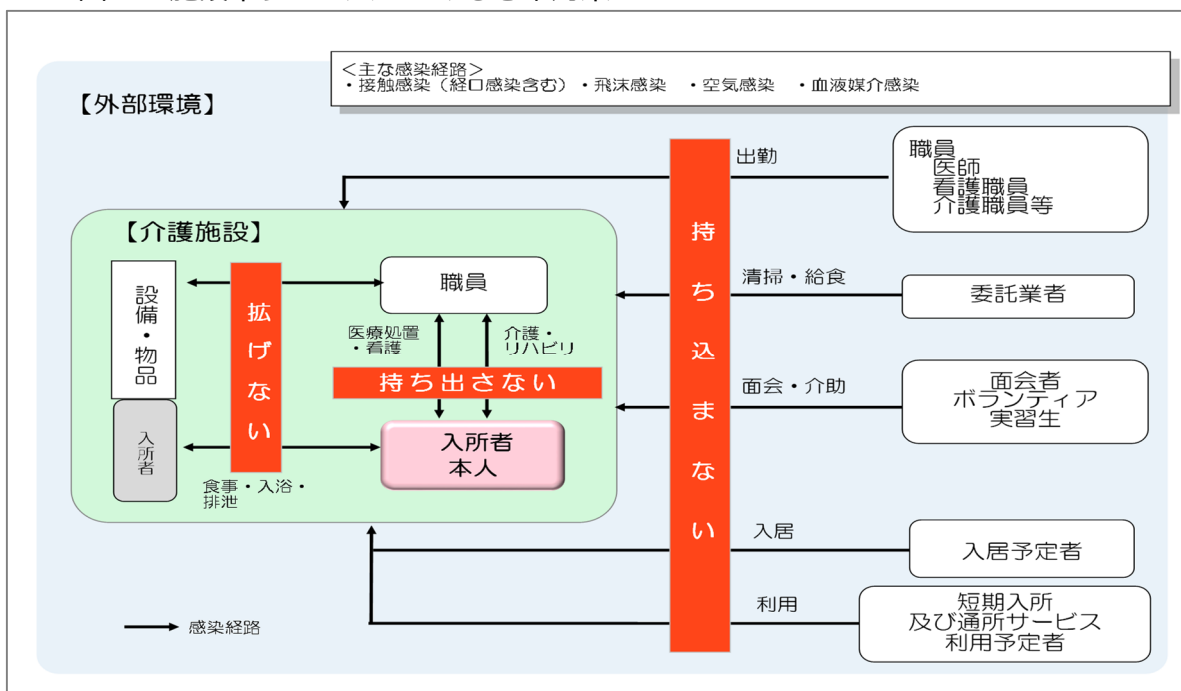 ＜主な感染経路＞
・接触感染（経口感染含む）・飛沫感染　・空気感染　・血液媒介感染
【外部環境】
出勤
職員
医師
看護職員
介護職員等
【介護施設】
設備・物品
拡げない
職員
医療処置
・看護
介護・
リハビリ
持ち出さない
入所者
入所者
本人
食事・入浴・
排泄
持ち込まない
清掃・給食
委託業者
面会・介助
面会者
ボランティア
実習生
入居
入居予定者
利用
短期入所
及び通所サービス
利用予定者
感染経路